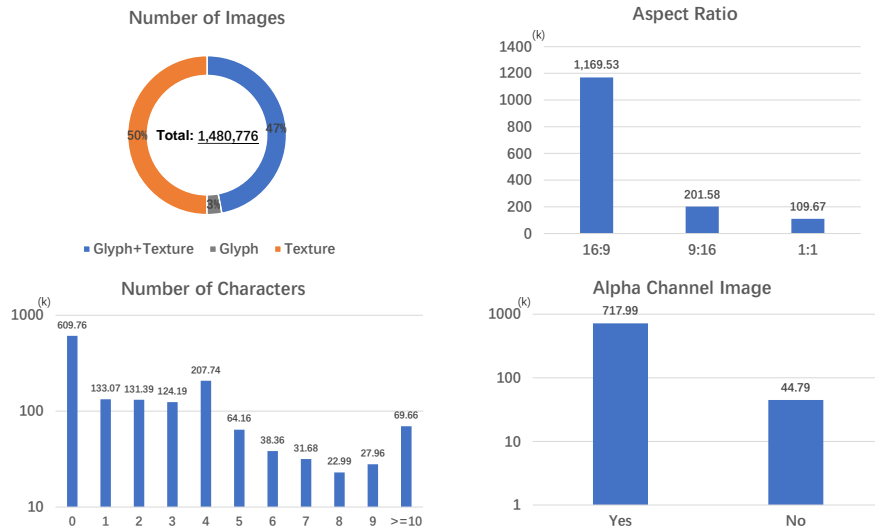 Number of Images
50%
Total: 1,480,776
47%
3%
Glyph+Texture Glyph Texture
Aspect Ratio
(k)
1400
1200
1000
800
600
400
200
0
1,169.53
201.58
109.67
16:9 9:16 1:1
Number of Characters
(k)
1000
100
10
609.76
133.07
131.39
124.19
207.74
64.16
38.36
31.68
22.99
27.96
69.66
0 1 2 3 4 5 6 7 8 9 >=10
Alpha Channel Image
(k)
1000
100
10
1
717.99
44.79
Yes No